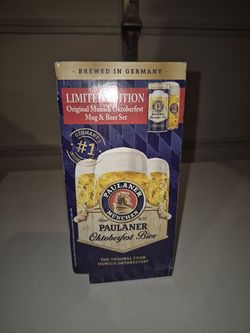 BREWED IN GERMANY
LIMITED EDITION
Original Munich Oktoberfest
Mug & Beer Set
GERMANY'S
#1
PAULANER
MÜNCHEN
PAULANER
Oktoberfest Bier
THE ORIGINAL FROM
MUNICH OKTOBERFEST